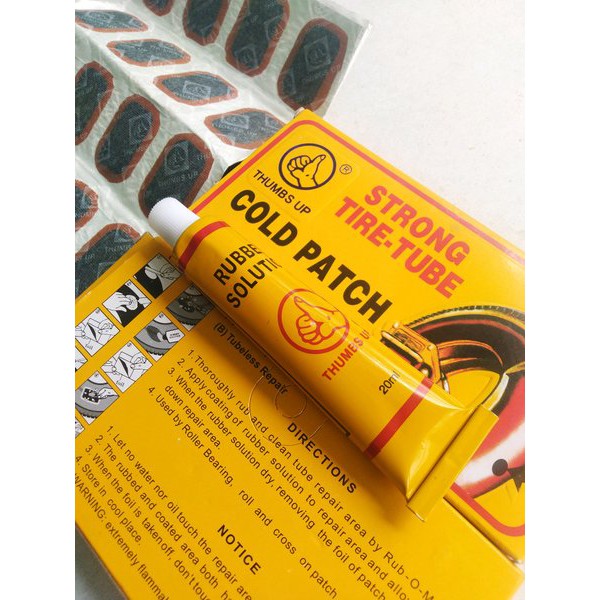 THUMBS UP
®
THUMBS UP
STRONG
TIRE-TUBE
COLD PATCH
RUBBE
SOLUTI
THUMBS U
20ml
(B) Tubeless Repair
DIRECTIONS
1. Thoroughly rub and clean tube repair area by Rub-O-M
2. Apply coating of rubber solution to repair area and allo
3. When the rubber solution dry, removing the foil of patch
down repair area.
4. Used by Roller Bearing, roll and cross on patch
NOTICE
1. Let no water nor oil touch the repair area
2. The rubbed and coated area both
3. When the foil is taken off, don't touc
4. Store in cool place.
WARNING: extremely flammab